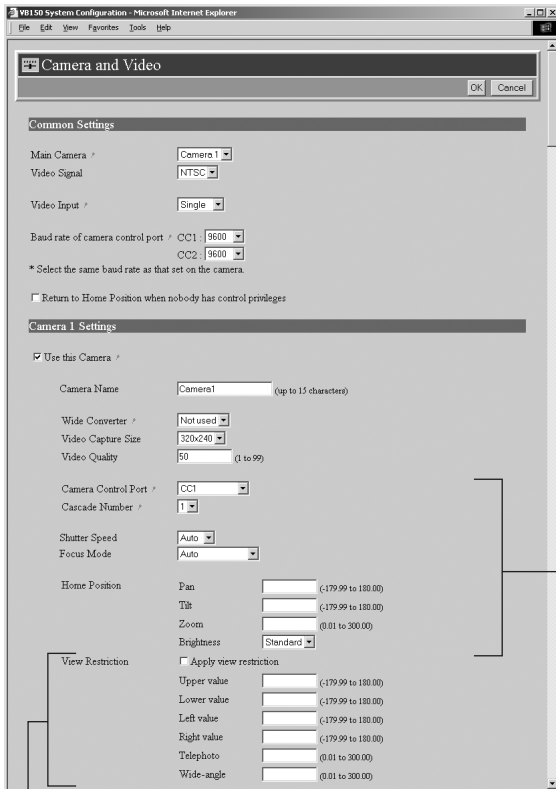 VB150 System Configuration - Microsoft Internet Explorer
File Edit View Favorites Tools Help
Camera and Video
OK Cancel
Common Settings
Main Camera Camera 1
Video Signal NTSC
Video Input Single
Baud rate of camera control port CC1 : 9600
CC2 : 9600
* Select the same baud rate as that set on the camera.
Return to Home Position when nobody has control privileges
Camera 1 Settings
Use this Camera
Camera Name Camera1 (up to 15 characters)
Wide Converter Not used
Video Capture Size 320x240
Video Quality 50 (1 to 99)
Camera Control Port CC1
Cascade Number 1
Shutter Speed Auto
Focus Mode Auto
Home Position Pan (-179.99 to 180.00)
Tilt (-179.99 to 180.00)
Zoom (0.01 to 300.00)
Brightness Standard
View Restriction Apply view restriction
Upper value (-179.99 to 180.00)
Lower value (-179.99 to 180.00)
Left value (-179.99 to 180.00)
Right value (-179.99 to 180.00)
Telephoto (0.01 to 300.00)
Wide-angle (0.01 to 300.00)